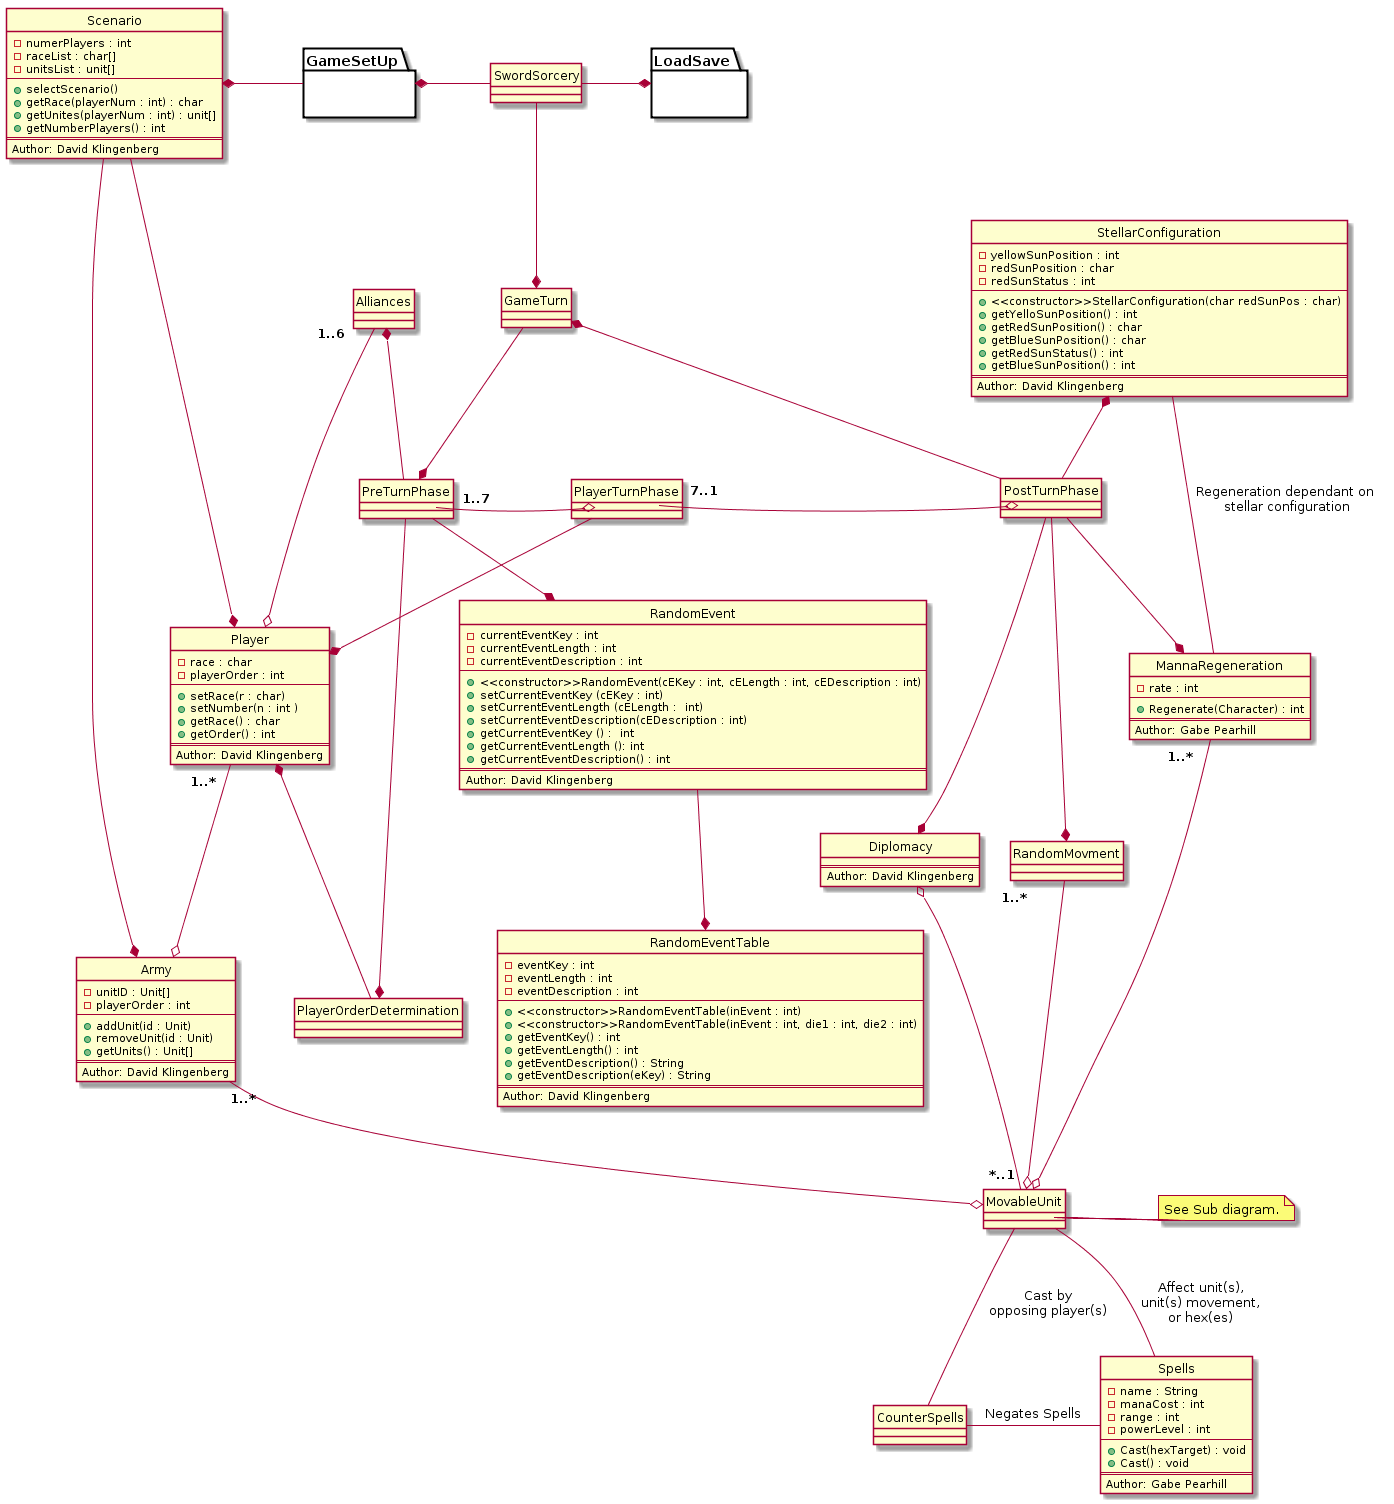 Scenario
numerPlayers : int
raceList : char[]
unitsList : unit[]
selectScenario()
getRace(playerNum : int) : char
getUnites(playerNum : int) : unit[]
getNumberPlayers() : int
Author: David Klingenberg
GameSetUp
SwordSorcery
LoadSave
StellarConfiguration
yellowSunPosition : int
redSunPosition : char
redSunStatus : int
<<constructor>>StellarConfiguration(char redSunPos : char)
getYelloSunPosition() : int
getRedSunPosition() : char
getBlueSunPosition() : char
getRedSunStatus() : int
getBlueSunPosition() : int
Author: David Klingenberg
Alliances
1..6
GameTurn
PreTurnPhase
1..7
PlayerTurnPhase
7..1
PostTurnPhase
Regeneration dependant on
stellar configuration
Player
race : char
playerOrder : int
setRace(r : char)
setNumber(n : int )
getRace() : char
getOrder() : int
Author: David Klingenberg
1..*
RandomEvent
currentEventKey : int
currentEventLength : int
currentEventDescription : int
<<constructor>>RandomEvent(cEKey : int, cELength : int, cEDescription : int)
setCurrentEventKey (cEKey : int)
setCurrentEventLength (cELength :  int)
setCurrentEventDescription(cEDescription : int)
getCurrentEventKey () :  int
getCurrentEventLength (): int
getCurrentEventDescription() : int
Author: David Klingenberg
MannaRegeneration
rate : int
Regenerate(Character) : int
Author: Gabe Pearhill
1..*
Diplomacy
Author: David Klingenberg
RandomMovment
1..*
Army
unitID : Unit[]
playerOrder : int
addUnit(id : Unit)
removeUnit(id : Unit)
getUnits() : Unit[]
Author: David Klingenberg
1..*
PlayerOrderDetermination
RandomEventTable
eventKey : int
eventLength : int
eventDescription : int
<<constructor>>RandomEventTable(inEvent : int)
<<constructor>>RandomEventTable(inEvent : int, die1 : int, die2 : int)
getEventKey() : int
getEventLength() : int
getEventDescription() : String
getEventDescription(eKey) : String
Author: David Klingenberg
*..1
MovableUnit
See Sub diagram.
Cast by
opposing player(s)
Affect unit(s),
unit(s) movement,
or hex(es)
CounterSpells
Negates Spells
Spells
name : String
manaCost : int
range : int
powerLevel : int
Cast(hexTarget) : void
Cast() : void
Author: Gabe Pearhill